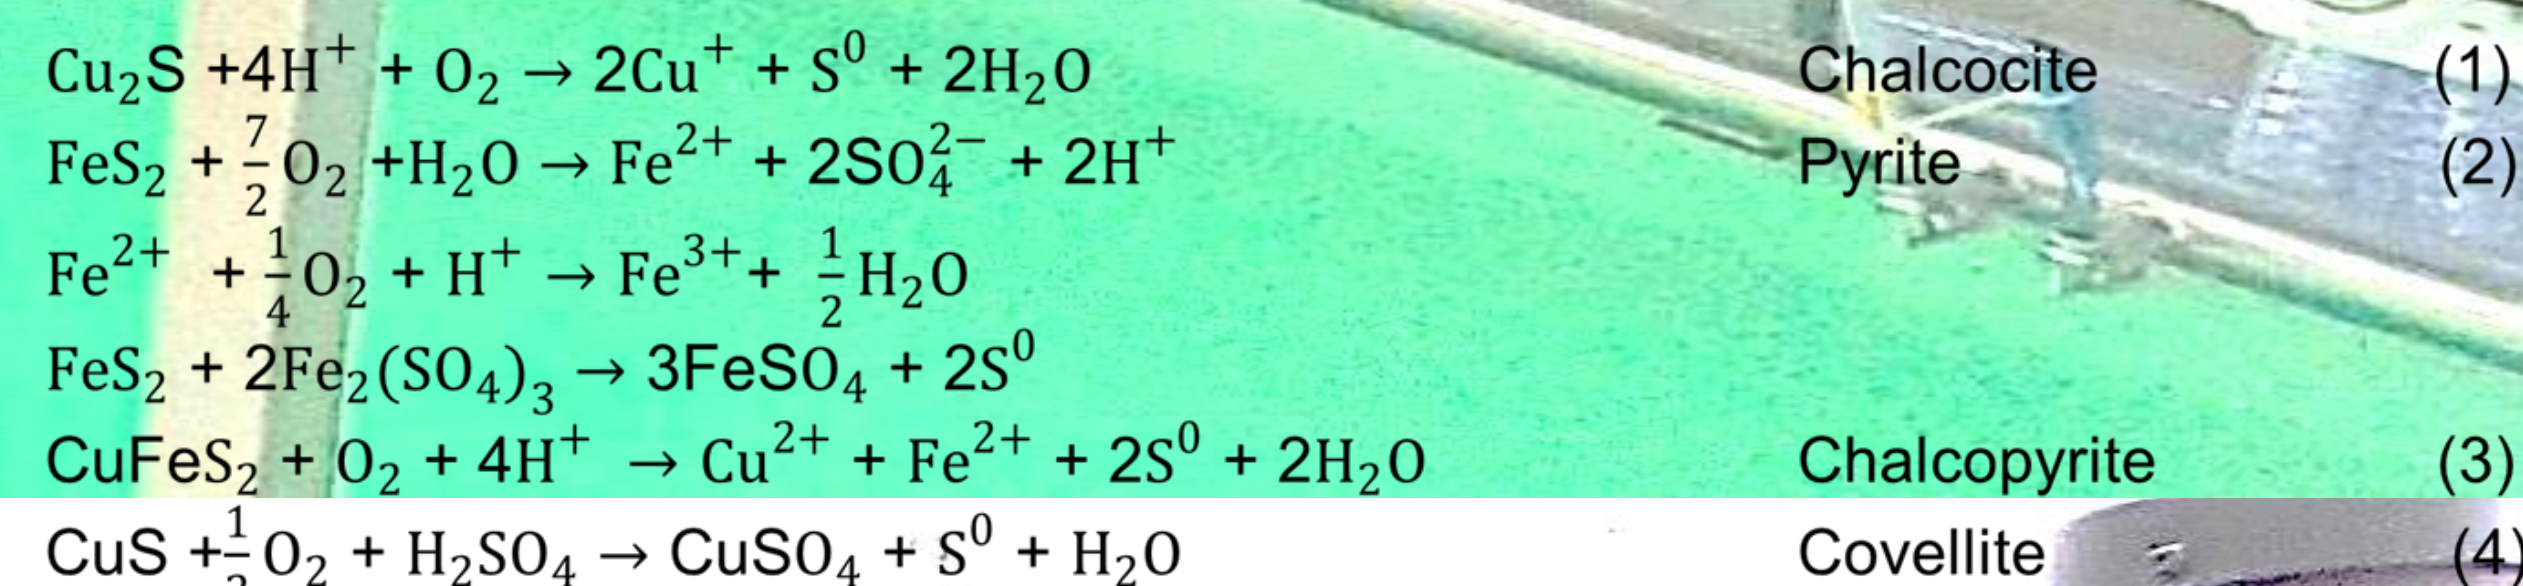 Cu₂S +4H⁺ + O₂ → 2Cu⁺ + S⁰ + 2H₂O Chalcocite (1)
FeS₂ + 7/2 O₂ +H₂O → Fe²⁺ + 2SO₄²⁻ + 2H⁺ Pyrite (2)
Fe²⁺ + 1/4 O₂ + H⁺ → Fe³⁺ + 1/2 H₂O
FeS₂ + 2Fe₂(SO₄)₃ → 3FeSO₄ + 2S⁰
CuFeS₂ + O₂ + 4H⁺ → Cu²⁺ + Fe²⁺ + 2S⁰ + 2H₂O Chalcopyrite (3)
CuS + 1/2 O₂ + H₂SO₄ → CuSO₄ + S⁰ + H₂O Covellite (4)